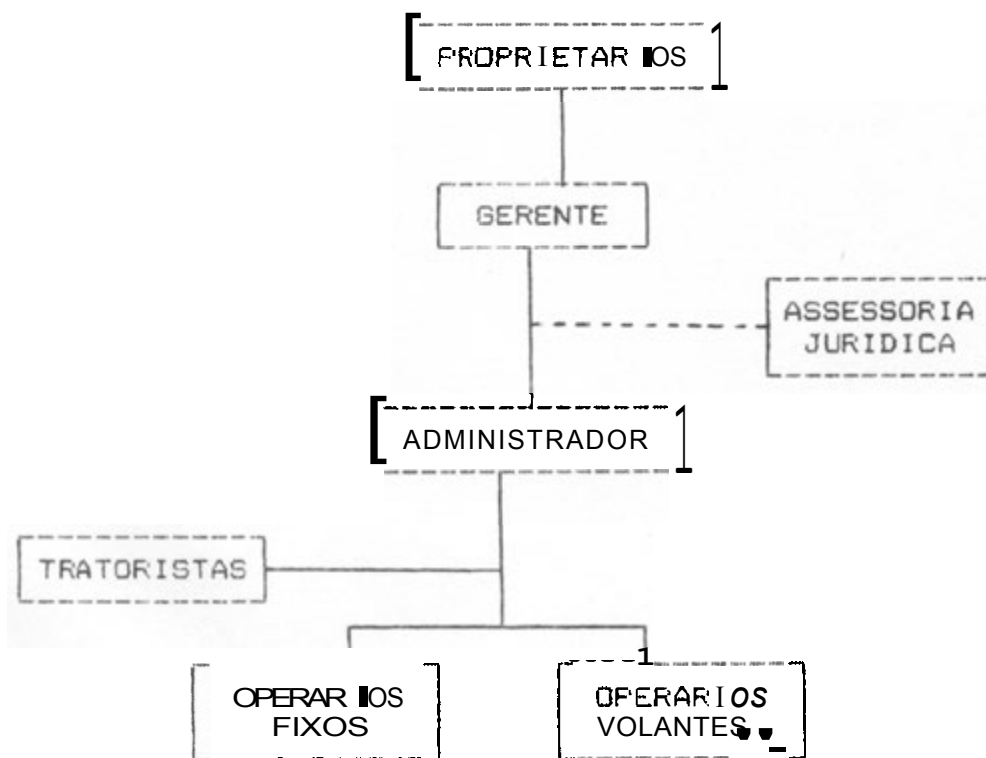 PROPRIETARIOS
GERENTE
ASSESSORIA
JURIDICA
ADMINISTRADOR
TRATORISTAS
OPERARIOS
FIXOS
OPERARIOS
VOLANTES